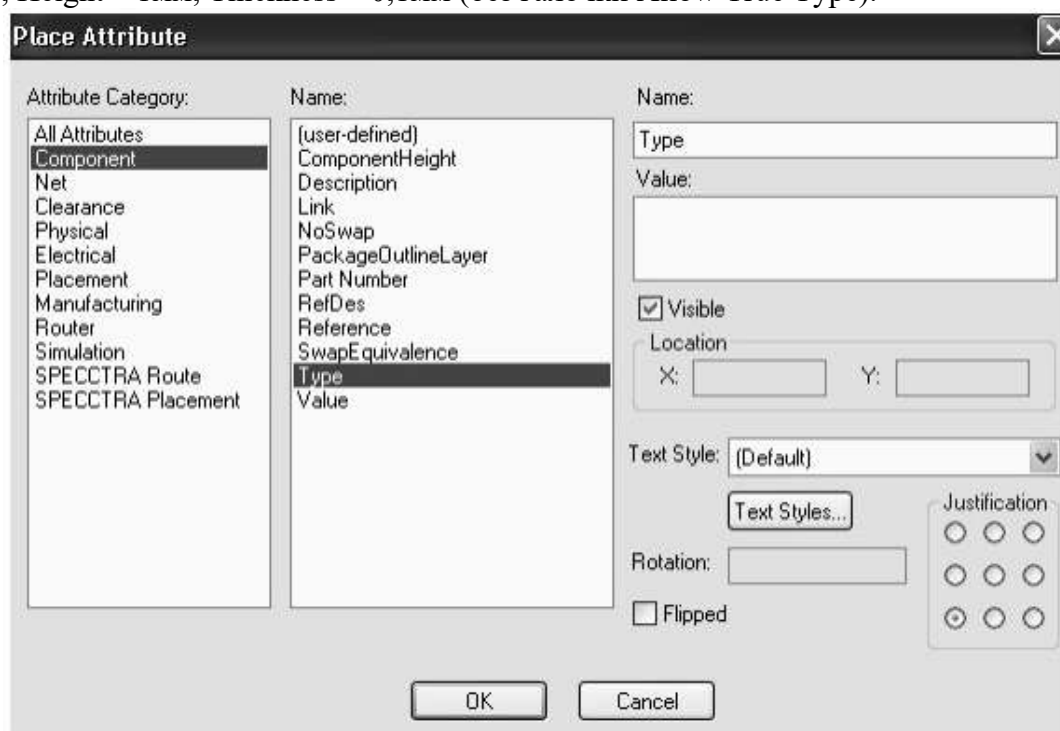 Place Attribute
Attribute Category:
All Attributes
Component
Net
Clearance
Physical
Electrical
Placement
Manufacturing
Router
Simulation
SPECCTRA Route
SPECCTRA Placement
Name:
(user-defined)
ComponentHeight
Description
Link
NoSwap
PackageOutlineLayer
Part Number
RefDes
Reference
SwapEquivalence
Type
Value
Name:
Type
Value:
Visible
Location
X:
Y:
Text Style:
(Default)
Text Styles...
Justification
Rotation:
Flipped
OK
Cancel